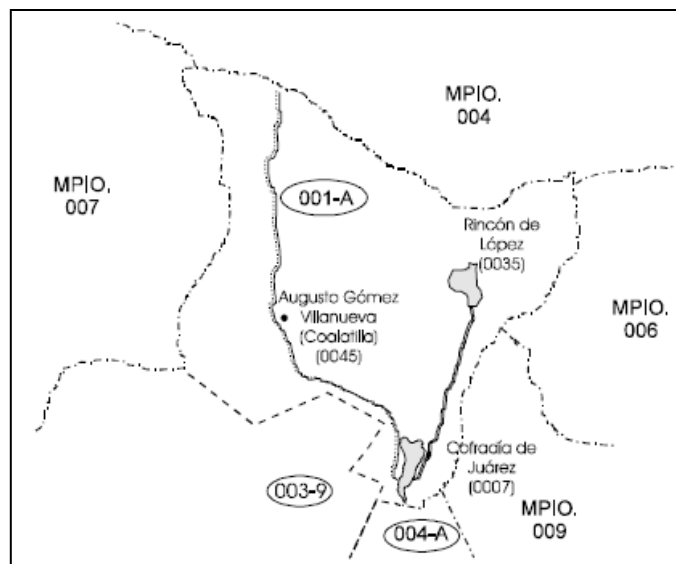 MPIO.
004
MPIO.
007
001-A
Rincón de
López
(0035)
Augusto Gómez
Villanueva
(Coalatilla)
(0045)
MPIO.
006
Cofradía de
Juárez
(0007)
003-9
MPIO.
009
004-A